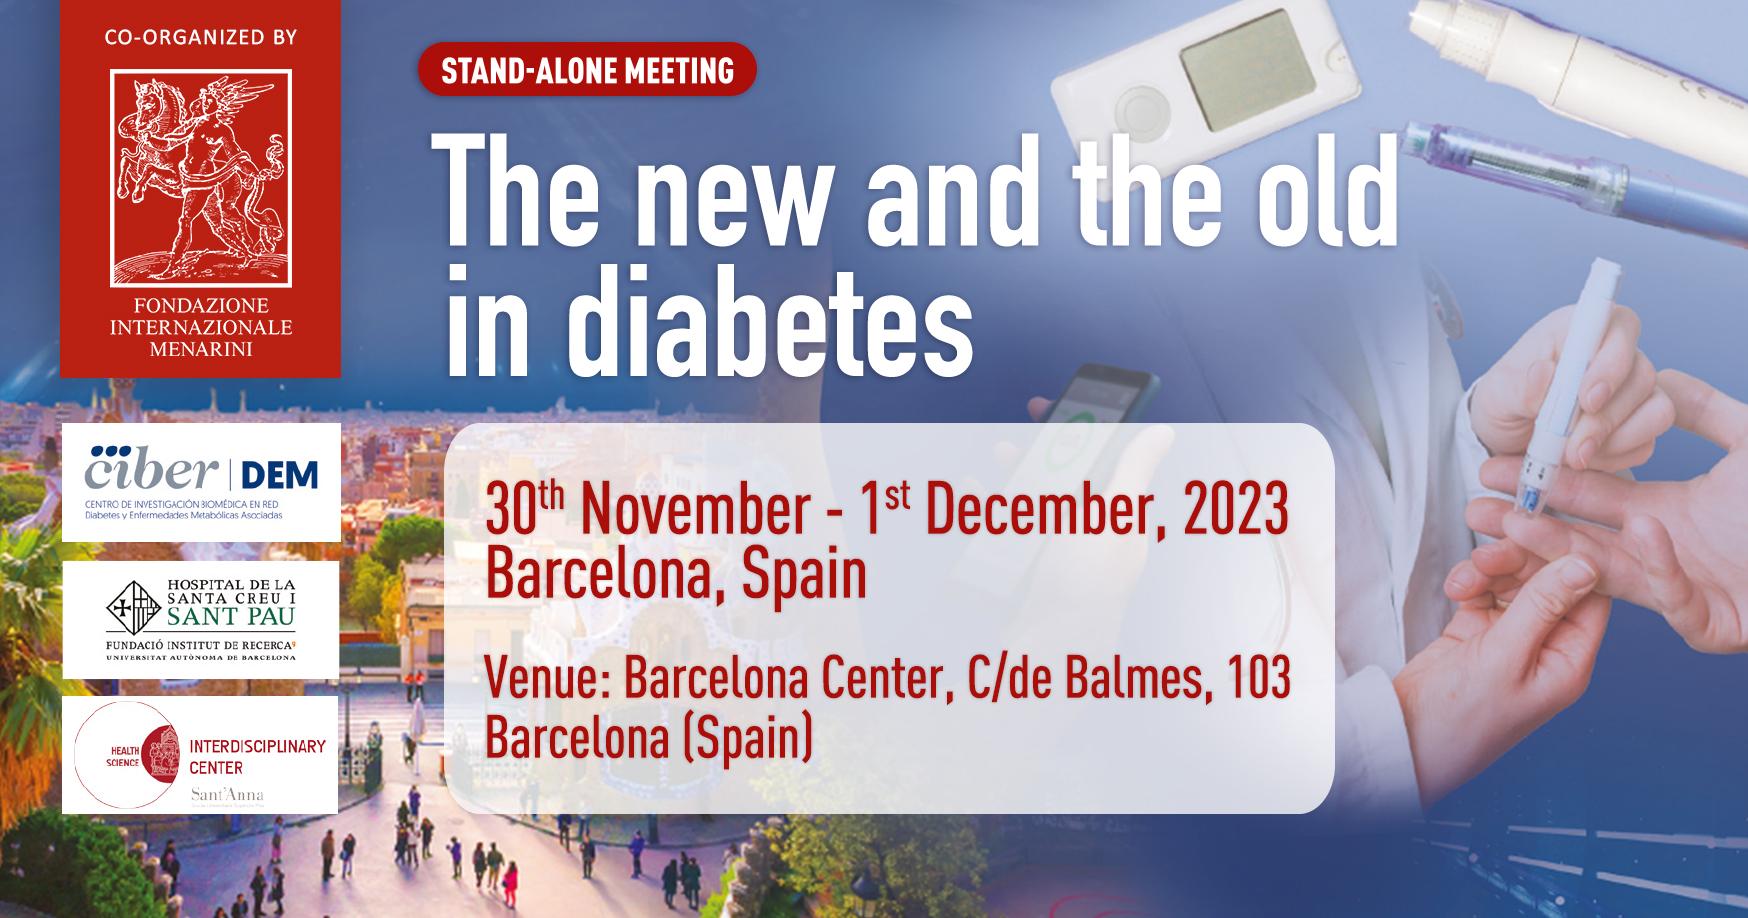 CO-ORGANIZED BY
FONDAZIONE
INTERNAZIONALE
MENARINI
STAND-ALONE MEETING
The new and the old
in diabetes
ciber | DEM
CENTRO DE INVESTIGACIÓN BIOMÉDICA EN RED
Diabetes y Enfermedades Metabólicas Asociadas
HOSPITAL DE LA
SANTA CREU I
SANT PAU
FUNDACIÓ INSTITUT DE RECERCA
UNIVERSITAT AUTÒNOMA DE BARCELONA
HEALTH
SCIENCE
INTERDISCIPLINARY
CENTER
Sant'Anna
30th November - 1st December, 2023
Barcelona, Spain
Venue: Barcelona Center, C/de Balmes, 103
Barcelona (Spain)